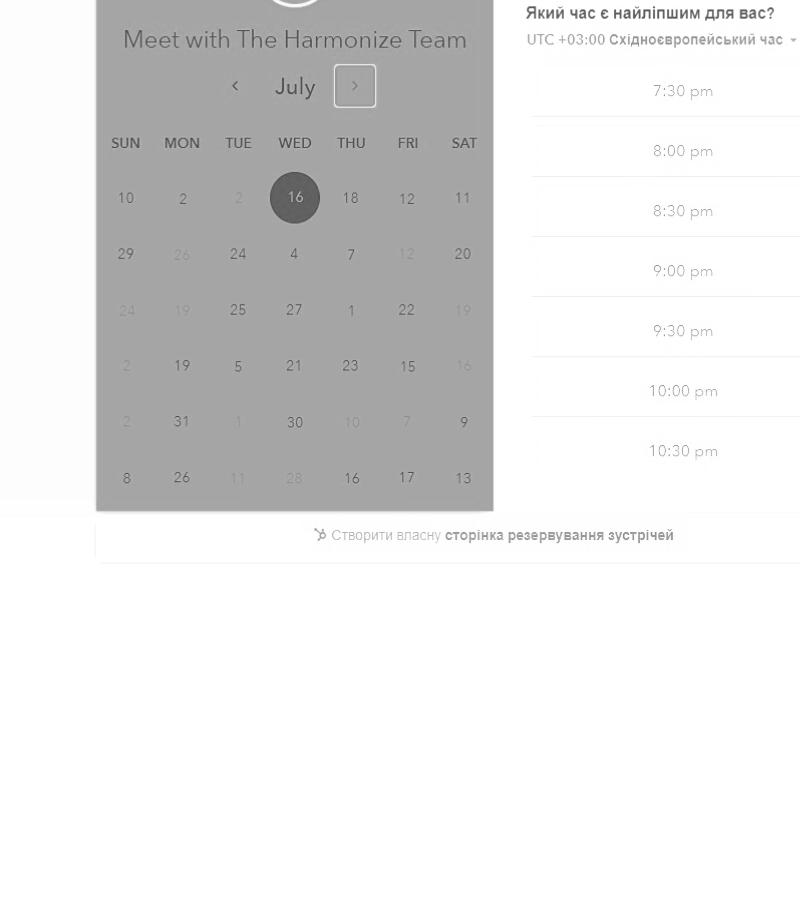 Meet with The Harmonize Team
July
SUN MON TUE WED THU FRI SAT
10 2 2 16 18 12 11
29 26 24 4 7 12 20
24 19 25 27 1 22 19
2 19 5 21 23 15 16
2 31 1 30 10 7 9
8 26 11 28 16 17 13
Який час є найліпшим для вас?
UTC +03:00 Східноєвропейський час
7:30 pm
8:00 pm
8:30 pm
9:00 pm
9:30 pm
10:00 pm
10:30 pm
Створити власну сторінка резервування зустрічей